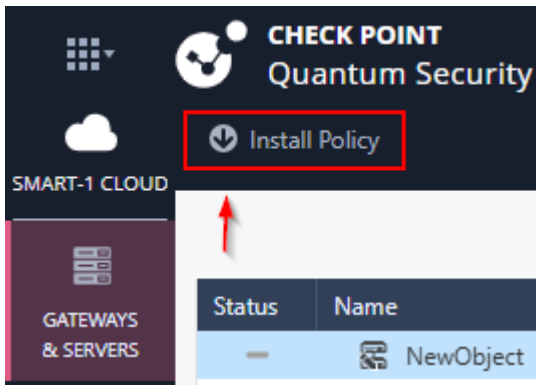 CHECK POINT
Quantum Security
Install Policy
SMART-1 CLOUD
GATEWAYS
& SERVERS
Status Name
NewObject